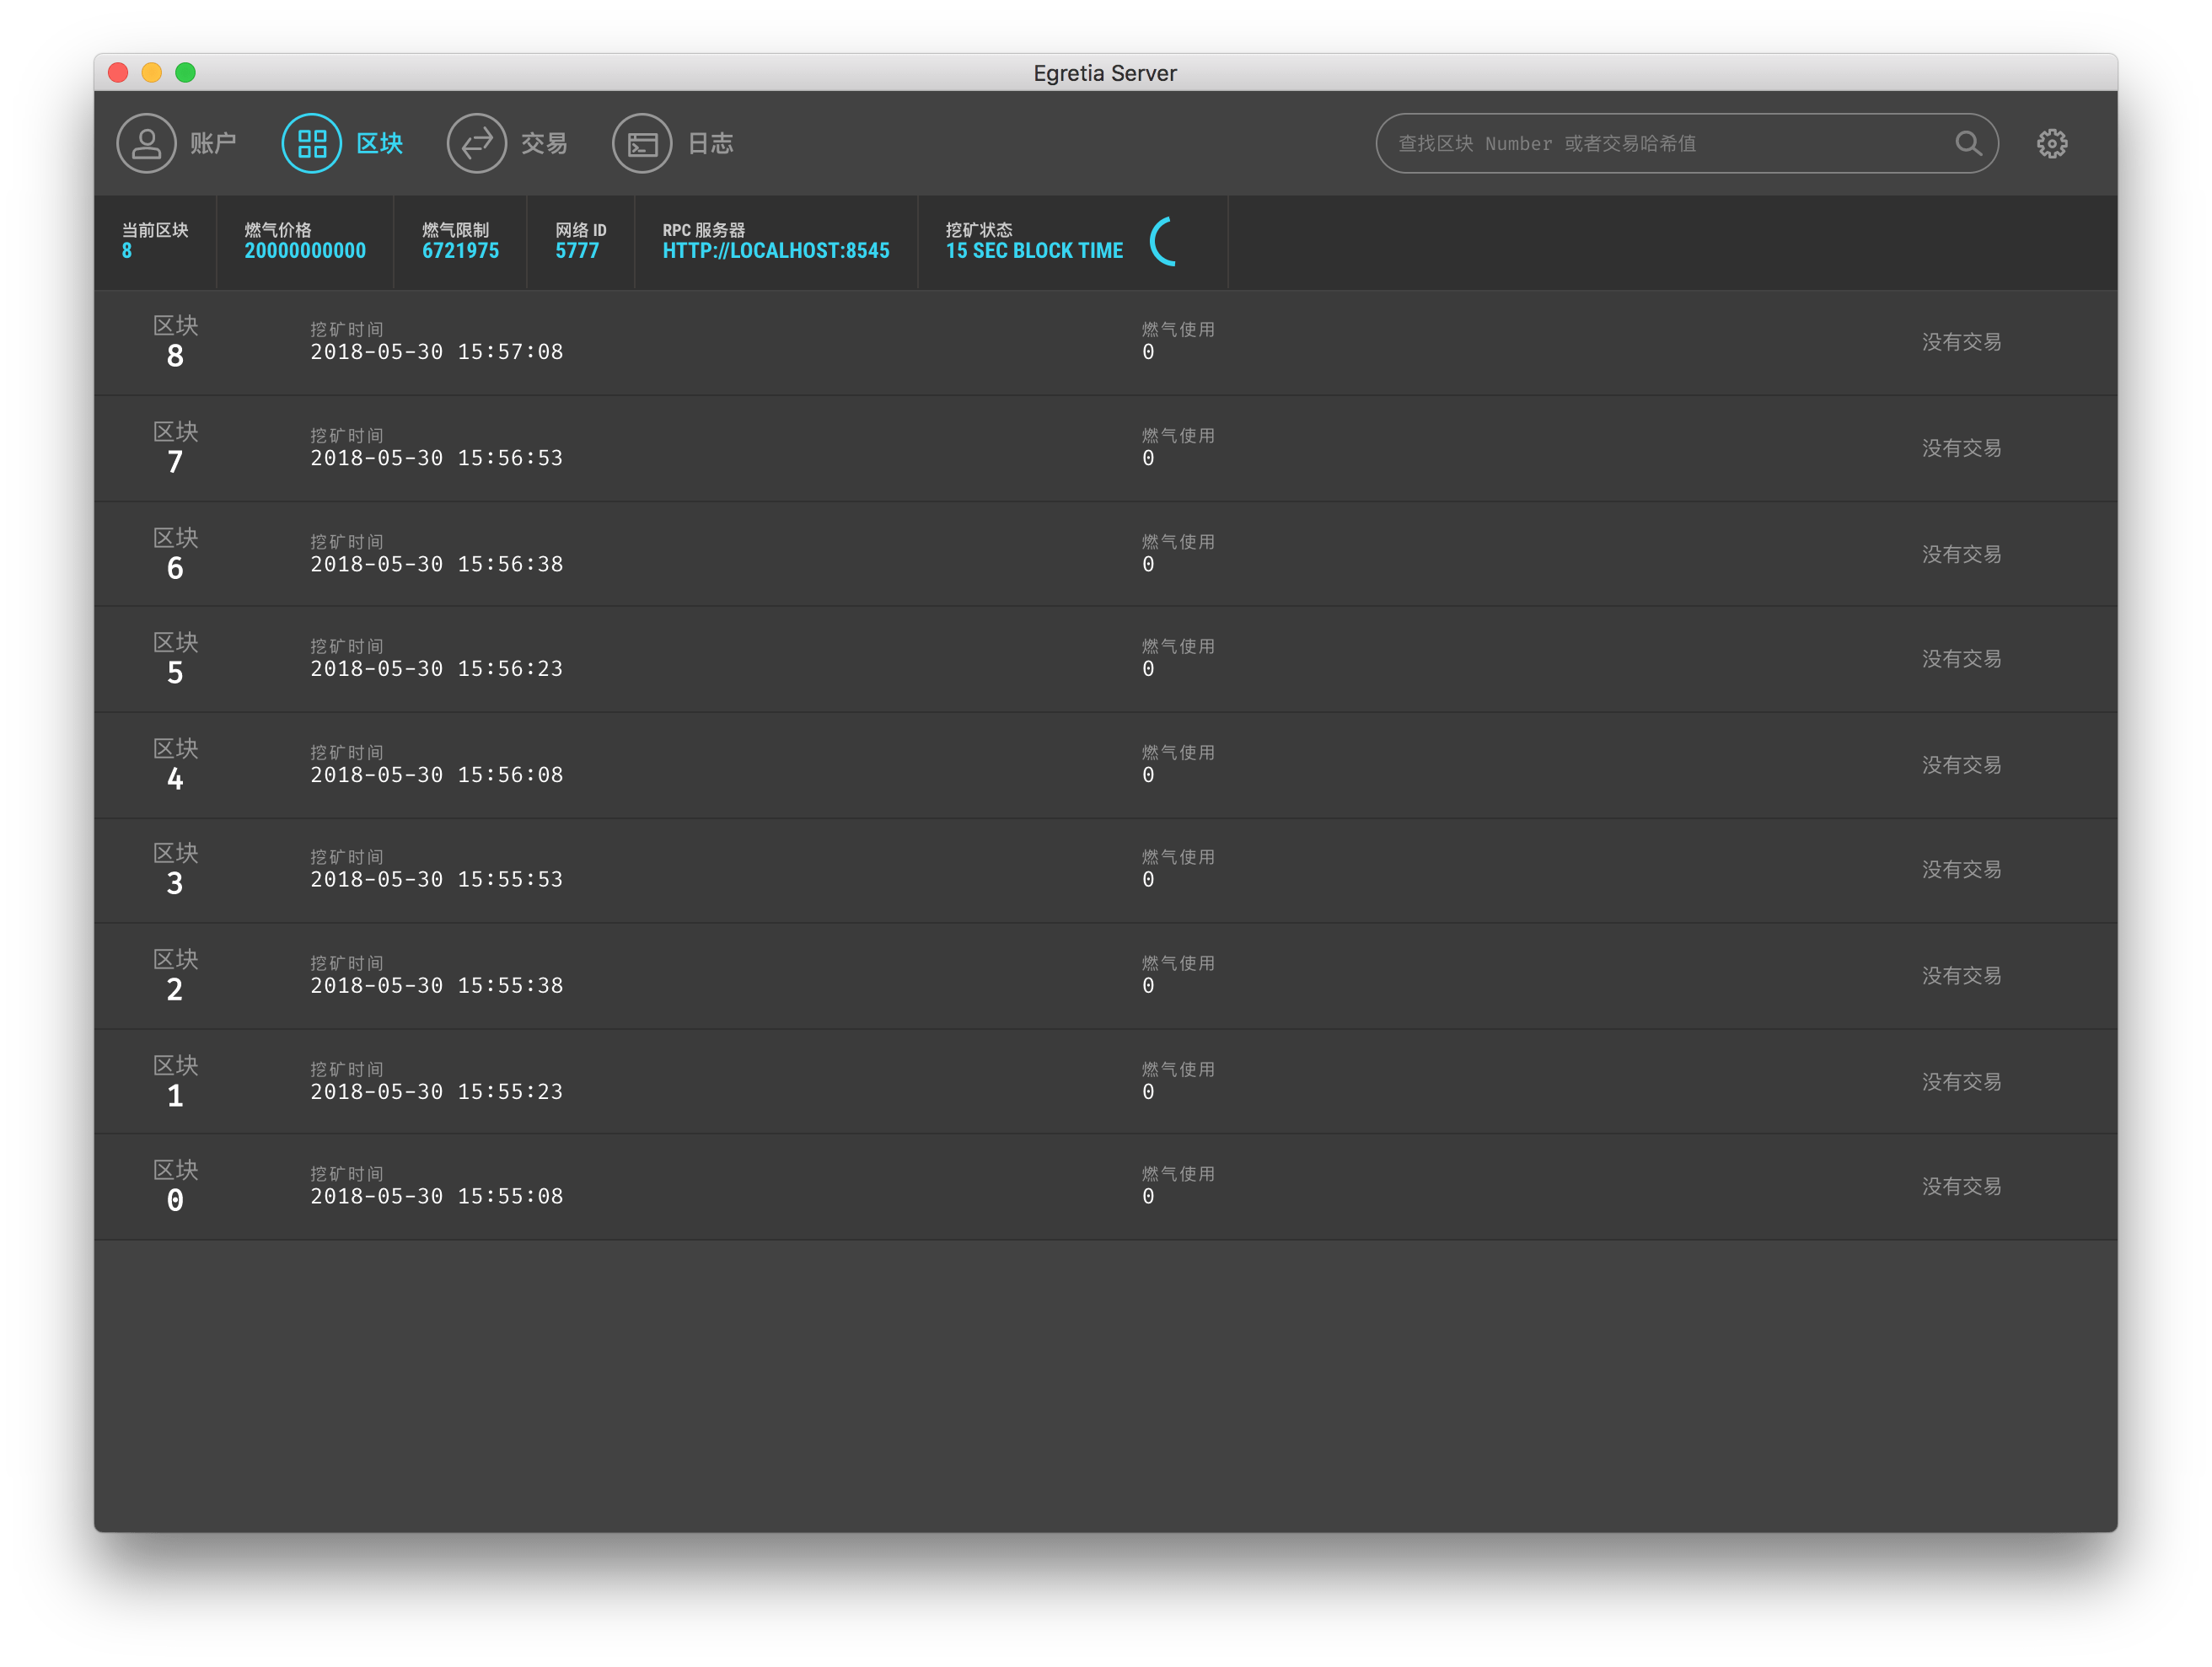 Egretia Server
账户 区块 交易 日志 查找区块 Number 或者交易哈希值
当前区块 燃气价格 燃气限制 网络 ID RPC 服务器 挖矿状态
8 20000000000 6721975 5777 HTTP://LOCALHOST:8545 15 SEC BLOCK TIME
区块 挖矿时间 燃气使用 没有交易
8 2018-05-30 15:57:08 0
区块 挖矿时间 燃气使用 没有交易
7 2018-05-30 15:56:53 0
区块 挖矿时间 燃气使用 没有交易
6 2018-05-30 15:56:38 0
区块 挖矿时间 燃气使用 没有交易
5 2018-05-30 15:56:23 0
区块 挖矿时间 燃气使用 没有交易
4 2018-05-30 15:56:08 0
区块 挖矿时间 燃气使用 没有交易
3 2018-05-30 15:55:53 0
区块 挖矿时间 燃气使用 没有交易
2 2018-05-30 15:55:38 0
区块 挖矿时间 燃气使用 没有交易
1 2018-05-30 15:55:23 0
区块 挖矿时间 燃气使用 没有交易
0 2018-05-30 15:55:08 0